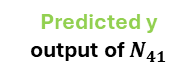 Predicted y
output of N₄₁